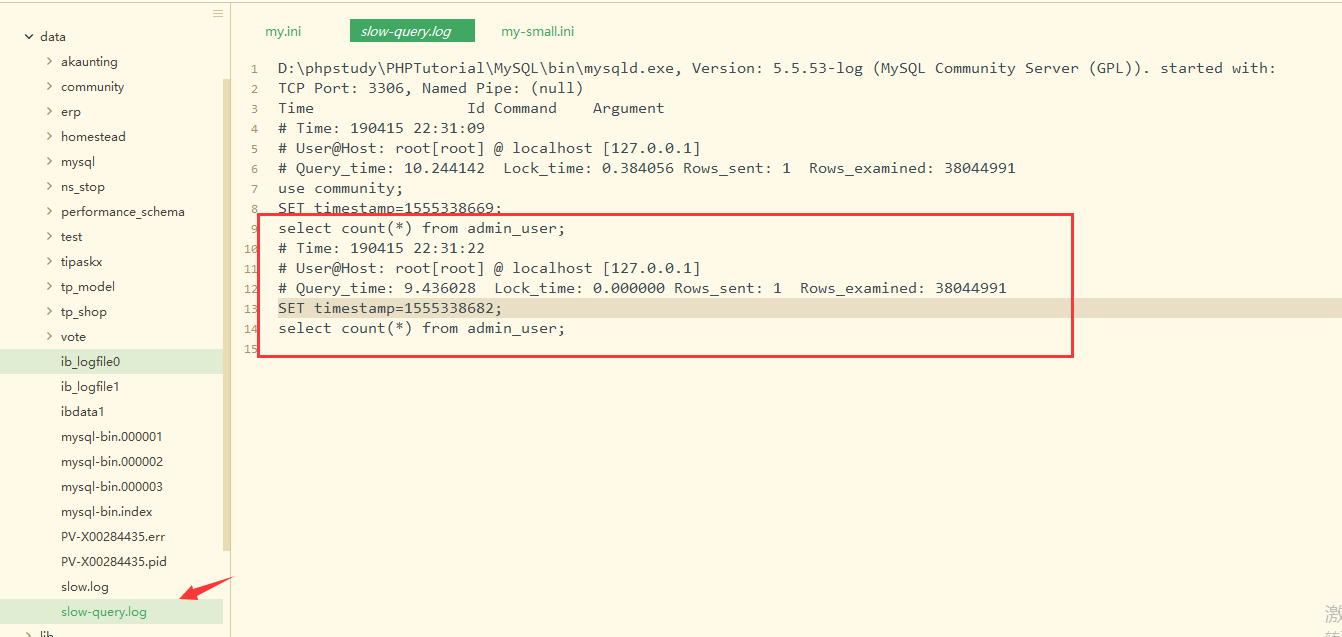 data
akaunting
community
erp
homestead
mysql
ns_stop
performance_schema
test
tipaskx
tp_model
tp_shop
vote
ib_logfile0
ib_logfile1
ibdata1
mysql-bin.000001
mysql-bin.000002
mysql-bin.000003
mysql-bin.index
PV-X00284435.err
PV-X00284435.pid
slow.log
slow-query.log
lib
my.ini slow-query.log my-small.ini
1 D:\phpstudy\PHPTutorial\MySQL\bin\mysqld.exe, Version: 5.5.53-log (MySQL Community Server (GPL)). started with:
2 TCP Port: 3306, Named Pipe: (null)
3 Time                 Id Command    Argument
4 # Time: 190415 22:31:09
5 # User@Host: root[root] @ localhost [127.0.0.1]
6 # Query_time: 10.244142  Lock_time: 0.384056 Rows_sent: 1  Rows_examined: 38044991
7 use community;
8 SET timestamp=1555338669;
9 select count(*) from admin_user;
10 # Time: 190415 22:31:22
11 # User@Host: root[root] @ localhost [127.0.0.1]
12 # Query_time: 9.436028  Lock_time: 0.000000 Rows_sent: 1  Rows_examined: 38044991
13 SET timestamp=1555338682;
14 select count(*) from admin_user;
15
激